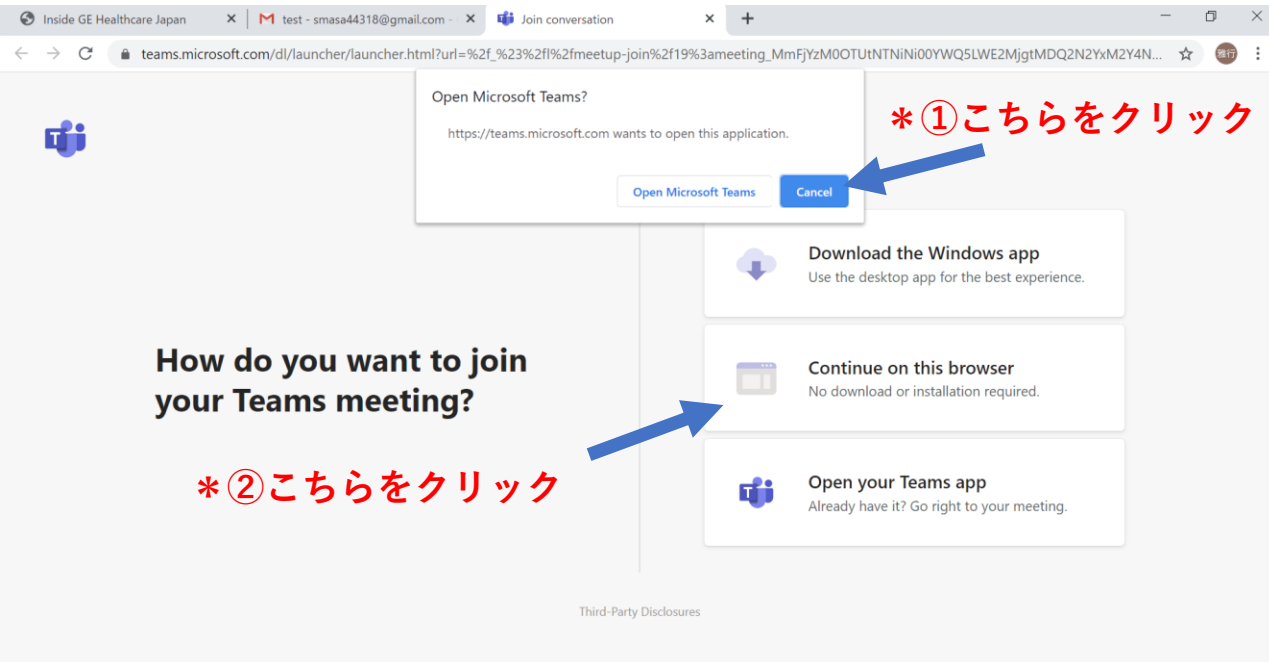 Inside GE Healthcare Japan
test - smasa44318@gmail.com -
Join conversation
teams.microsoft.com/dl/launcher/launcher.html?url=%2f_%23%2fl%2fmeetup-join%2f19%3ameeting_MmFjYzM0OTUtNTNiNi00YWQ5LWE2MjgtMDQ2N2YxM2Y4N...
雅行
Open Microsoft Teams?
https://teams.microsoft.com wants to open this application.
Open Microsoft Teams
Cancel
＊①こちらをクリック
Download the Windows app
Use the desktop app for the best experience.
How do you want to join
your Teams meeting?
Continue on this browser
No download or installation required.
＊②こちらをクリック
Open your Teams app
Already have it? Go right to your meeting.
Third-Party Disclosures